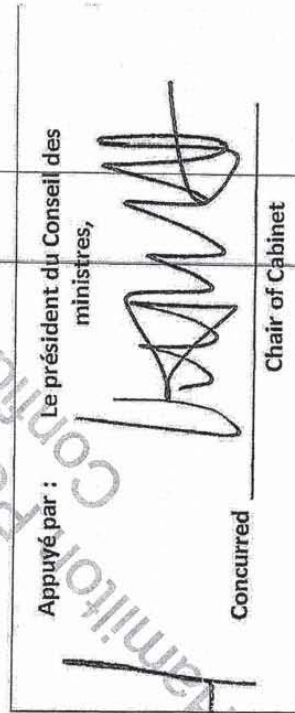 Appuyé par : Le président du Conseil des
ministres,
Concurred
Chair of Cabinet